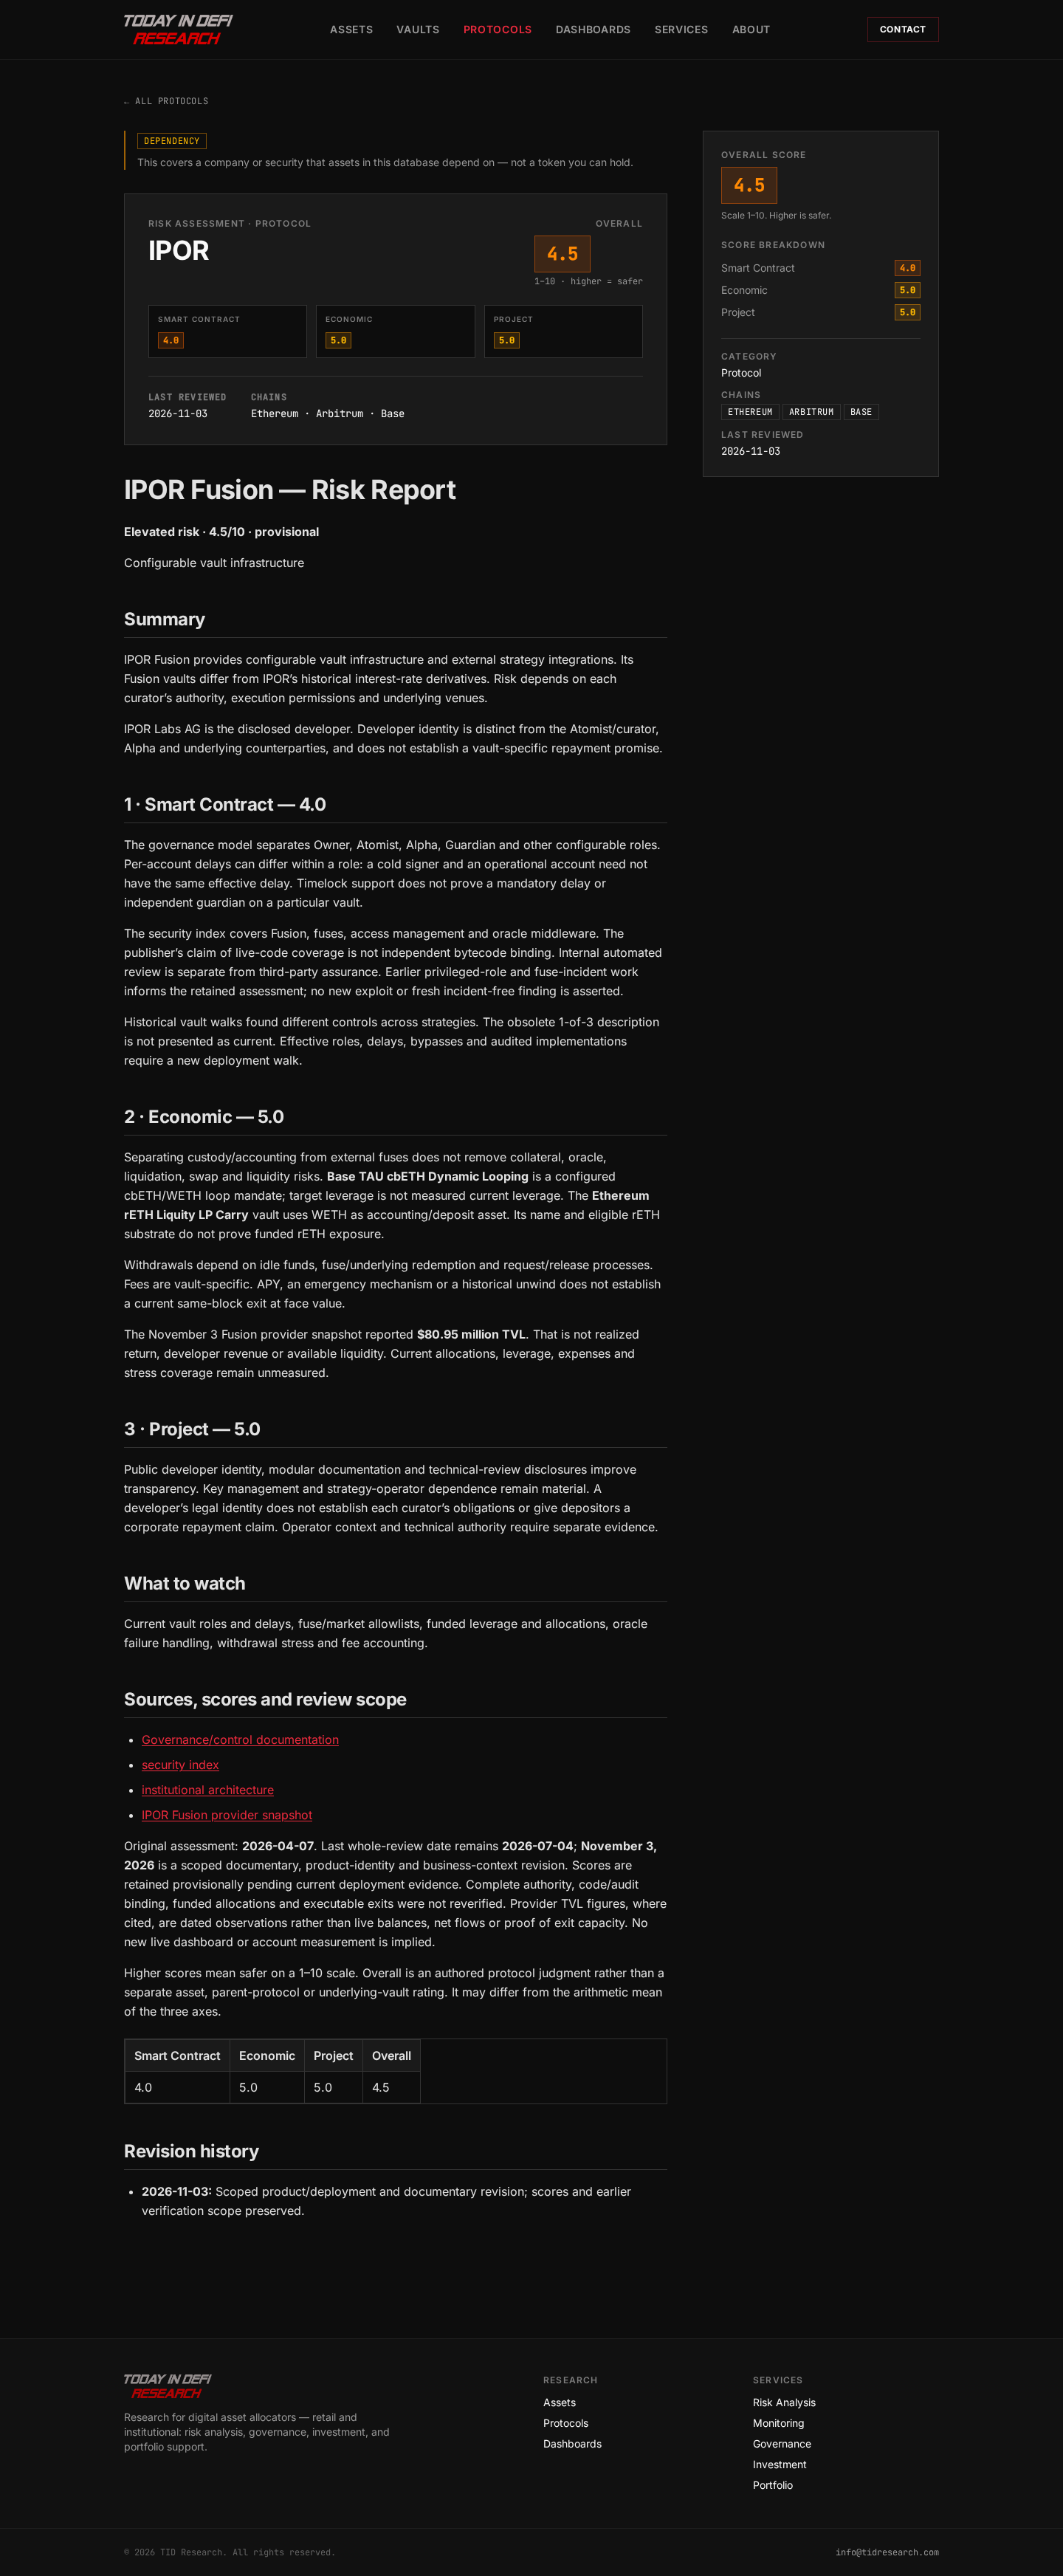 TODAY IN DEFI
RESEARCH
ASSETS
VAULTS
PROTOCOLS
DASHBOARDS
SERVICES
ABOUT
CONTACT
← ALL PROTOCOLS
DEPENDENCY
This covers a company or security that assets in this database depend on — not a token you can hold.
RISK ASSESSMENT · PROTOCOL
IPOR
OVERALL
4.5
1–10 · higher = safer
SMART CONTRACT
4.0
ECONOMIC
5.0
PROJECT
5.0
LAST REVIEWED
2026-11-03
CHAINS
Ethereum · Arbitrum · Base
OVERALL SCORE
4.5
Scale 1–10. Higher is safer.
SCORE BREAKDOWN
Smart Contract 4.0
Economic 5.0
Project 5.0
CATEGORY
Protocol
CHAINS
ETHEREUM ARBITRUM BASE
LAST REVIEWED
2026-11-03
IPOR Fusion — Risk Report
Elevated risk · 4.5/10 · provisional
Configurable vault infrastructure
Summary
IPOR Fusion provides configurable vault infrastructure and external strategy integrations. Its
Fusion vaults differ from IPOR’s historical interest-rate derivatives. Risk depends on each
curator’s authority, execution permissions and underlying venues.
IPOR Labs AG is the disclosed developer. Developer identity is distinct from the Atomist/curator,
Alpha and underlying counterparties, and does not establish a vault-specific repayment promise.
1 · Smart Contract — 4.0
The governance model separates Owner, Atomist, Alpha, Guardian and other configurable roles.
Per-account delays can differ within a role: a cold signer and an operational account need not
have the same effective delay. Timelock support does not prove a mandatory delay or
independent guardian on a particular vault.
The security index covers Fusion, fuses, access management and oracle middleware. The
publisher’s claim of live-code coverage is not independent bytecode binding. Internal automated
review is separate from third-party assurance. Earlier privileged-role and fuse-incident work
informs the retained assessment; no new exploit or fresh incident-free finding is asserted.
Historical vault walks found different controls across strategies. The obsolete 1-of-3 description
is not presented as current. Effective roles, delays, bypasses and audited implementations
require a new deployment walk.
2 · Economic — 5.0
Separating custody/accounting from external fuses does not remove collateral, oracle,
liquidation, swap and liquidity risks. Base TAU cbETH Dynamic Looping is a configured
cbETH/WETH loop mandate; target leverage is not measured current leverage. The Ethereum
rETH Liquity LP Carry vault uses WETH as accounting/deposit asset. Its name and eligible rETH
substrate do not prove funded rETH exposure.
Withdrawals depend on idle funds, fuse/underlying redemption and request/release processes.
Fees are vault-specific. APY, an emergency mechanism or a historical unwind does not establish
a current same-block exit at face value.
The November 3 Fusion provider snapshot reported $80.95 million TVL. That is not realized
return, developer revenue or available liquidity. Current allocations, leverage, expenses and
stress coverage remain unmeasured.
3 · Project — 5.0
Public developer identity, modular documentation and technical-review disclosures improve
transparency. Key management and strategy-operator dependence remain material. A
developer’s legal identity does not establish each curator’s obligations or give depositors a
corporate repayment claim. Operator context and technical authority require separate evidence.
What to watch
Current vault roles and delays, fuse/market allowlists, funded leverage and allocations, oracle
failure handling, withdrawal stress and fee accounting.
Sources, scores and review scope
• Governance/control documentation
• security index
• institutional architecture
• IPOR Fusion provider snapshot
Original assessment: 2026-04-07. Last whole-review date remains 2026-07-04; November 3,
2026 is a scoped documentary, product-identity and business-context revision. Scores are
retained provisionally pending current deployment evidence. Complete authority, code/audit
binding, funded allocations and executable exits were not reverified. Provider TVL figures, where
cited, are dated observations rather than live balances, net flows or proof of exit capacity. No
new live dashboard or account measurement is implied.
Higher scores mean safer on a 1–10 scale. Overall is an authored protocol judgment rather than a
separate asset, parent-protocol or underlying-vault rating. It may differ from the arithmetic mean
of the three axes.
Smart Contract Economic Project Overall
4.0 5.0 5.0 4.5
Revision history
• 2026-11-03: Scoped product/deployment and documentary revision; scores and earlier
verification scope preserved.
TODAY IN DEFI
RESEARCH
Research for digital asset allocators — retail and
institutional: risk analysis, governance, investment, and
portfolio support.
RESEARCH
Assets
Protocols
Dashboards
SERVICES
Risk Analysis
Monitoring
Governance
Investment
Portfolio
© 2026 TID Research. All rights reserved.
info@tidresearch.com